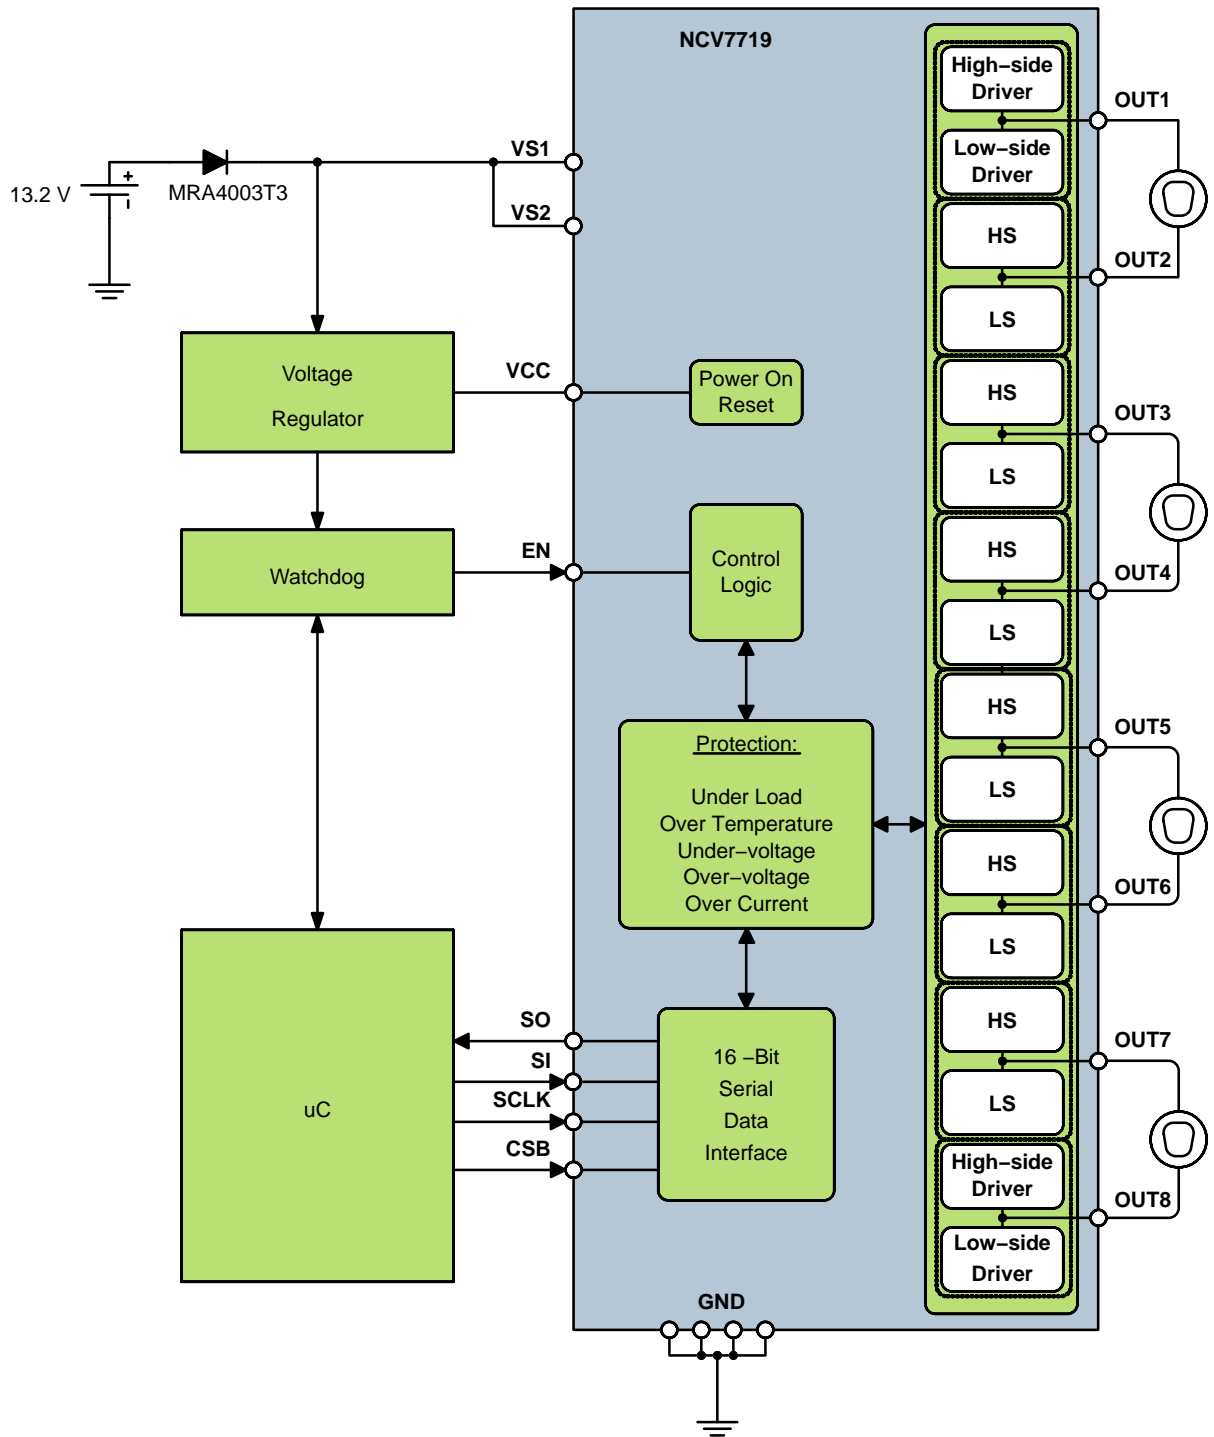 NCV7719
High−side
Driver
OUT1
Low−side
Driver
VS1
MRA4003T3
13.2 V
+
VS2
HS
OUT2
LS
Voltage
Regulator
VCC
Power On
Reset
HS
OUT3
LS
Watchdog
EN
Control
Logic
HS
OUT4
LS
HS
OUT5
LS
Protection:
Under Load
Over Temperature
Under−voltage
Over−voltage
Over Current
HS
OUT6
LS
uC
SO
SI
SCLK
CSB
16 −Bit
Serial
Data
Interface
HS
OUT7
LS
High−side
Driver
OUT8
Low−side
Driver
GND